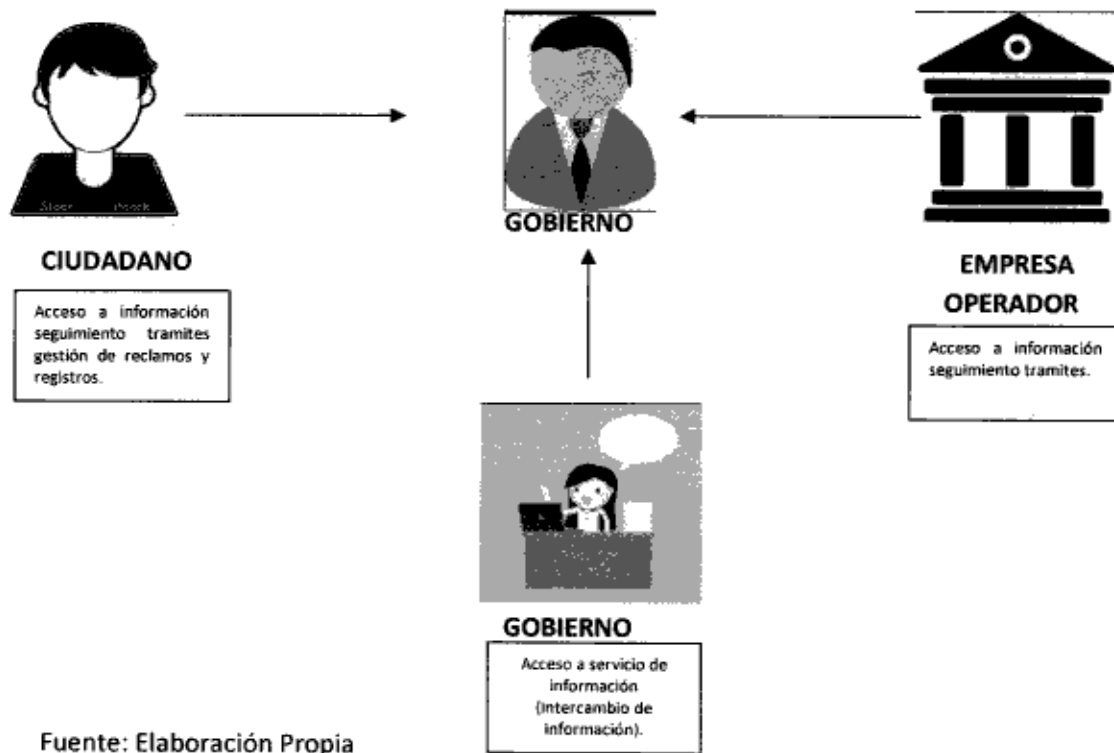 GOBIERNO
CIUDADANO
Acceso a información
seguimiento tramites
gestión de reclamos y
registros.
EMPRESA
OPERADOR
Acceso a información
seguimiento tramites.
GOBIERNO
Acceso a servicio de
información
(Intercambio de
información).
Fuente: Elaboración Propia